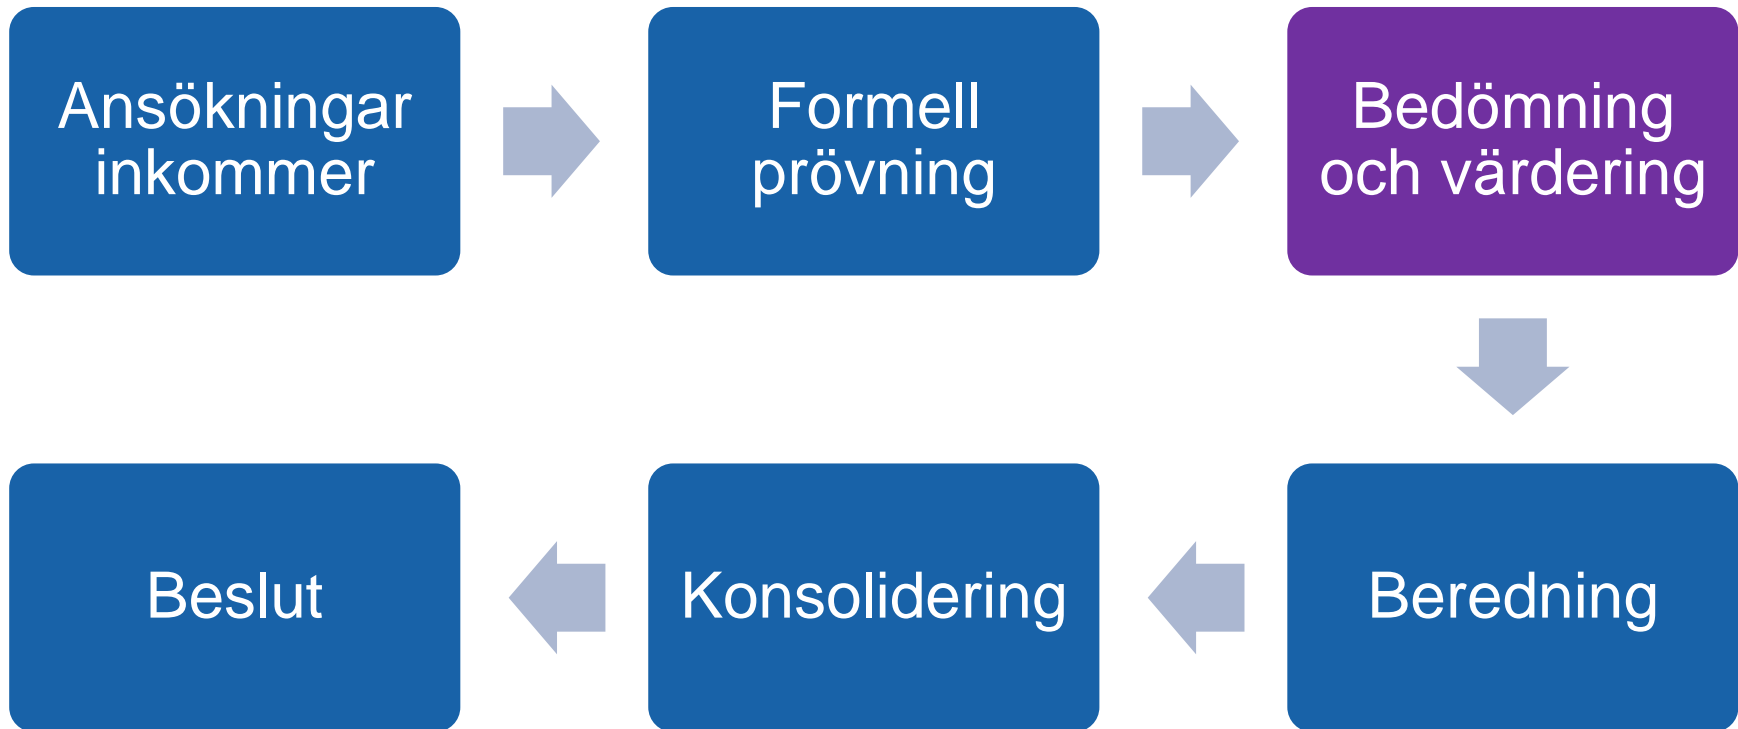 Ansökningar
inkommer
Formell
prövning
Bedömning
och värdering
Beredning
Konsolidering
Beslut